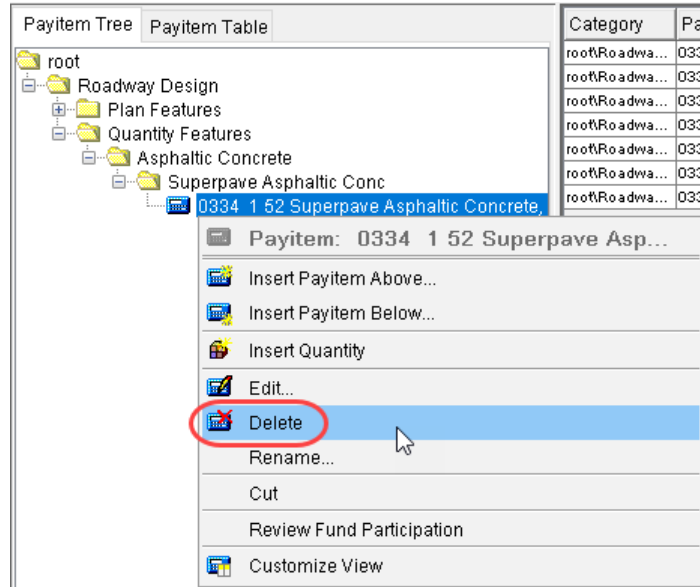 Payitem Tree Payitem Table
Category Pa
root
Roadway Design
Plan Features
Quantity Features
Asphaltic Concrete
Superpave Asphaltic Conc
0334 1 52 Superpave Asphaltic Concrete,
root\Roadwa... 033
root\Roadwa... 033
root\Roadwa... 033
root\Roadwa... 033
root\Roadwa... 033
root\Roadwa... 033
root\Roadwa... 033
Payitem: 0334 1 52 Superpave Asp...
Insert Payitem Above...
Insert Payitem Below...
Insert Quantity
Edit...
Delete
Rename...
Cut
Review Fund Participation
Customize View